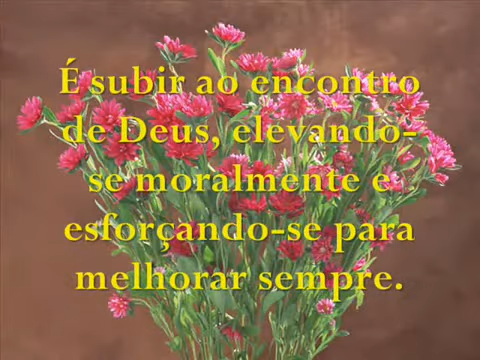 É subir ao encontro
de Deus, elevando-
se moralmente e
esforçando-se para
melhorar sempre.